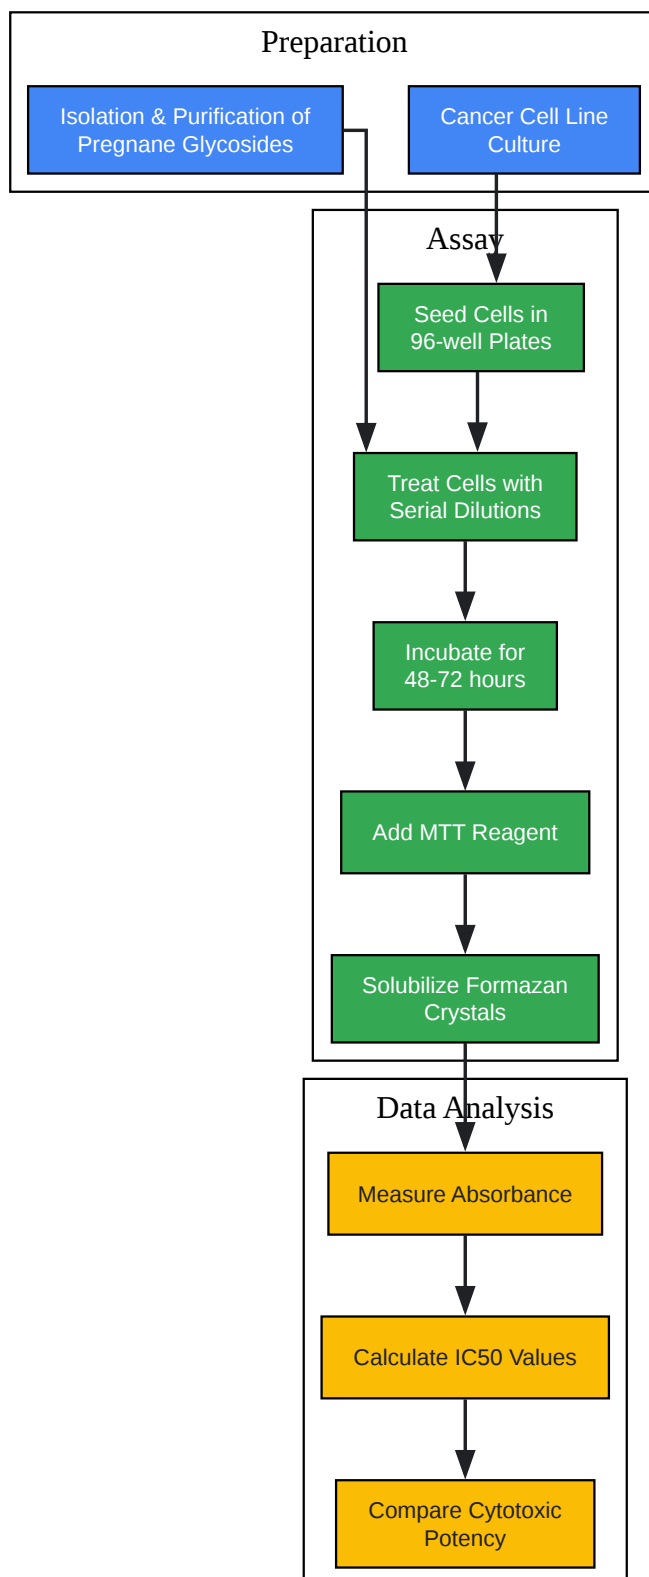 Preparation
Isolation & Purification of
Pregnane Glycosides
Cancer Cell Line
Culture
Assay
Seed Cells in
96-well Plates
Treat Cells with
Serial Dilutions
Incubate for
48-72 hours
Add MTT Reagent
Solubilize Formazan
Crystals
Data Analysis
Measure Absorbance
Calculate IC50 Values
Compare Cytotoxic
Potency